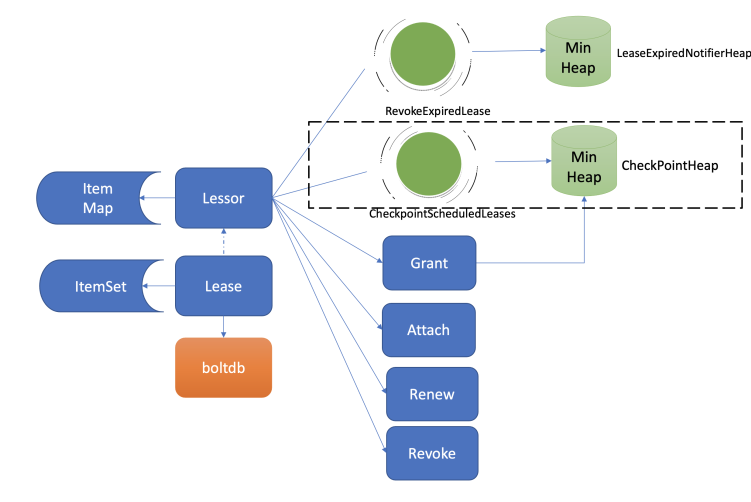 Min
Heap
LeaseExpiredNotifierHeap
RevokeExpiredLease
Min
Heap
CheckPointHeap
CheckpointScheduledLeases
Item
Map
Lessor
Grant
ItemSet
Lease
Attach
boltdb
Renew
Revoke